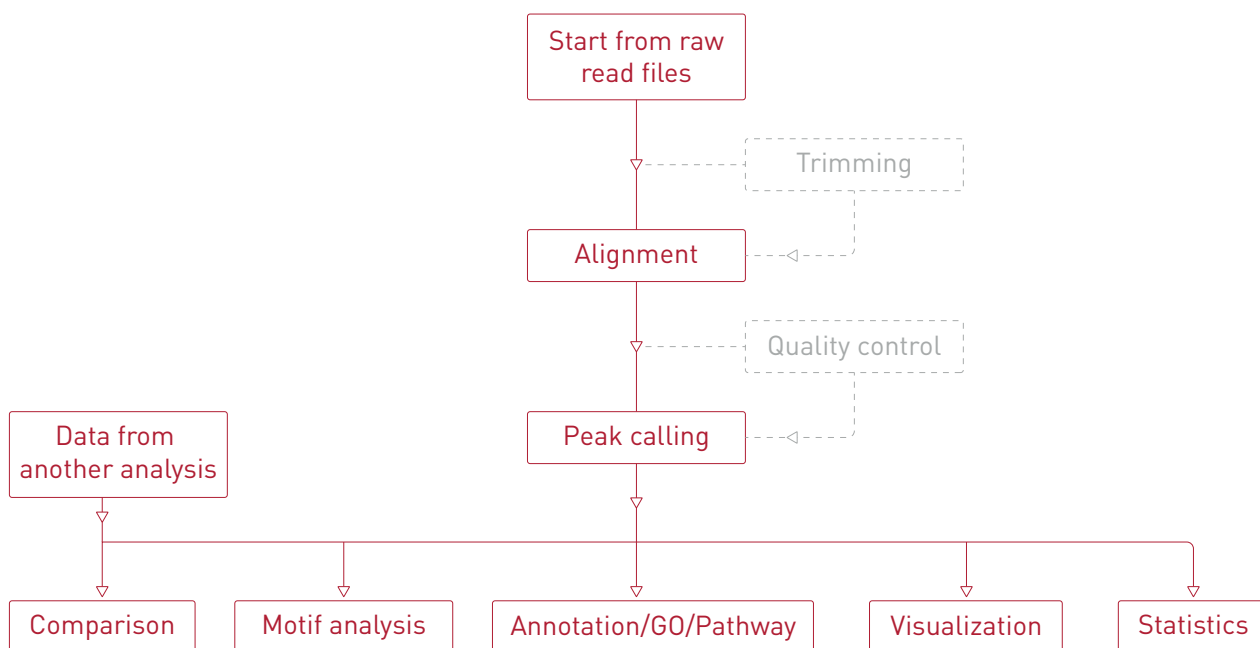 Start from raw
read files
Trimming
Alignment
Quality control
Data from
another analysis
Peak calling
Comparison
Motif analysis
Annotation/GO/Pathway
Visualization
Statistics